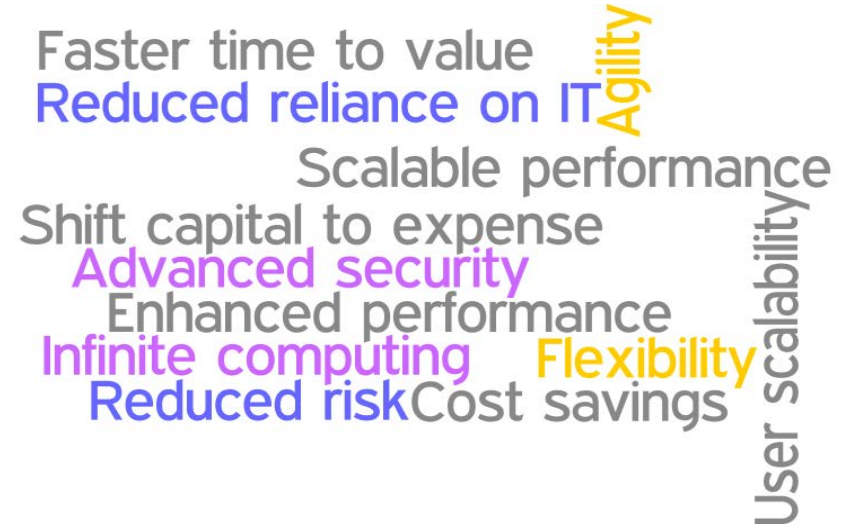 Faster time to value
Agility
Reduced reliance on IT
Scalable performance
Shift capital to expense
Advanced security
Enhanced performance
Infinite computing
Flexibility
Reduced risk
Cost savings
User scalability